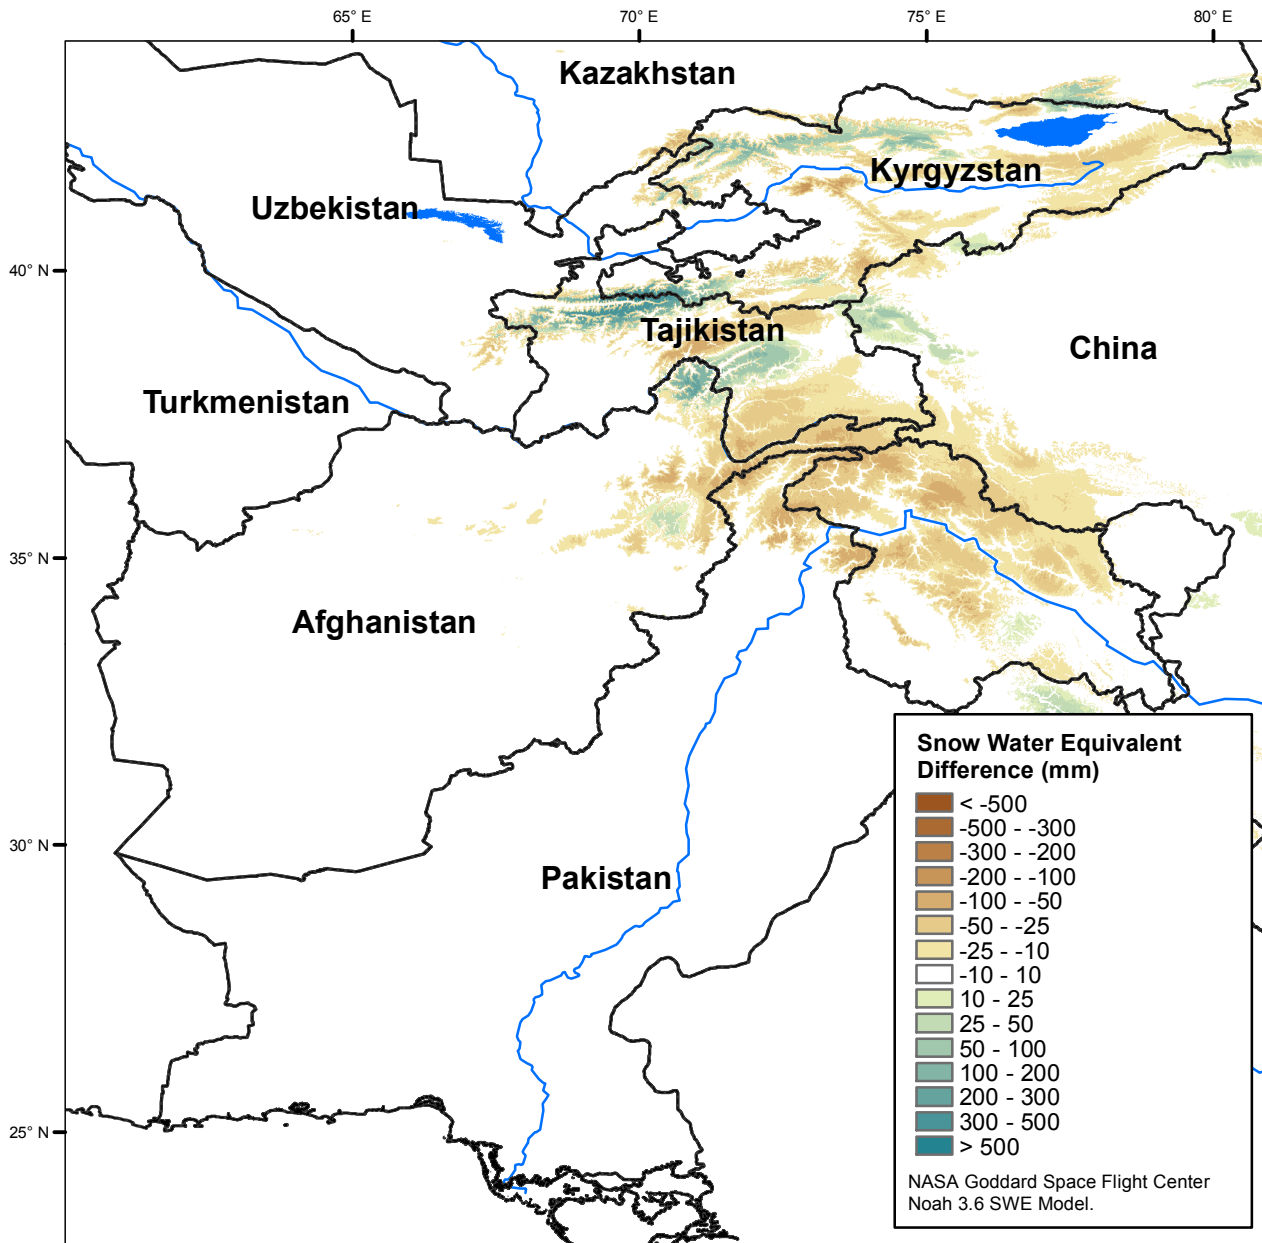 65° E
70° E
75° E
80° E
Kazakhstan
Kyrgyzstan
Uzbekistan
40° N
Tajikistan
China
Turkmenistan
35° N
Afghanistan
Snow Water Equivalent
Difference (mm)
< -500
-500 - -300
30° N
-300 - -200
-200 - -100
Pakistan
-100 - -50
-50 - -25
-25 - -10
-10 - 10
10 - 25
25 - 50
50 - 100
100 - 200
200 - 300
300 - 500
25° N
> 500
NASA Goddard Space Flight Center
Noah 3.6 SWE Model.